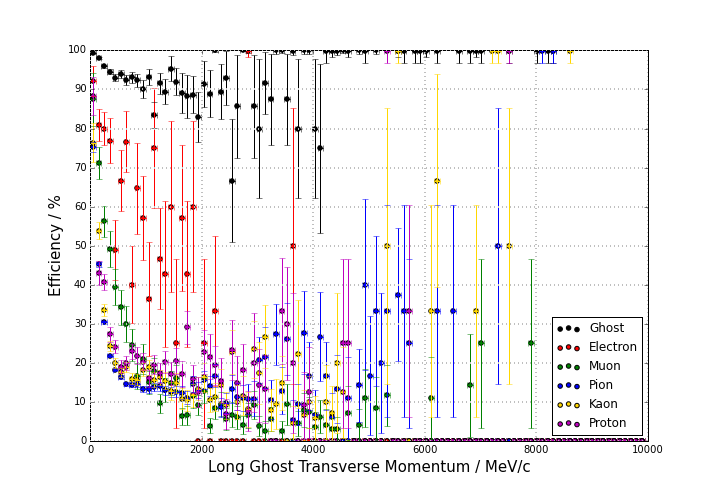 100
90
80
70
60
50
40
30
20
10
0
Efficiency / %
0 2000 4000 6000 8000 10000
Long Ghost Transverse Momentum / MeV/c
Ghost
Electron
Muon
Pion
Kaon
Proton